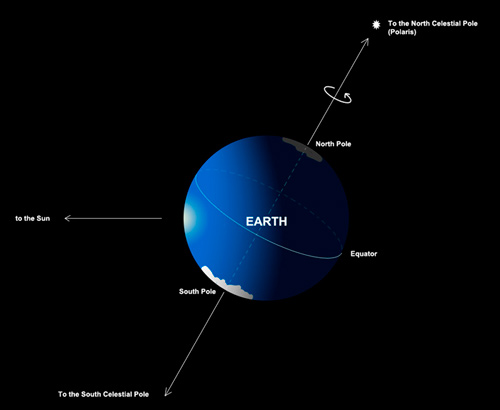 To the North Celestial Pole
(Polaris)
North Pole
to the Sun
EARTH
Equator
South Pole
To the South Celestial Pole